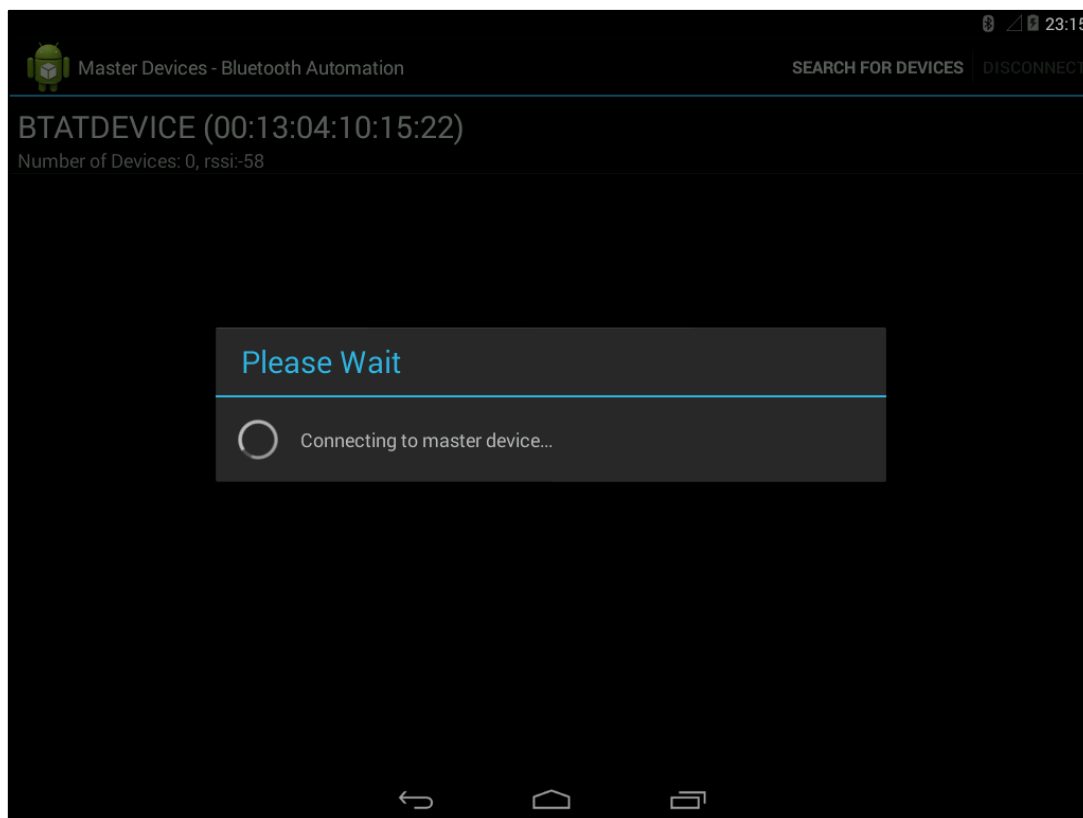 23:15
Master Devices - Bluetooth Automation
SEARCH FOR DEVICES
DISCONNECT
BTATDEVICE (00:13:04:10:15:22)
Number of Devices: 0, rssi:-58
Please Wait
Connecting to master device...